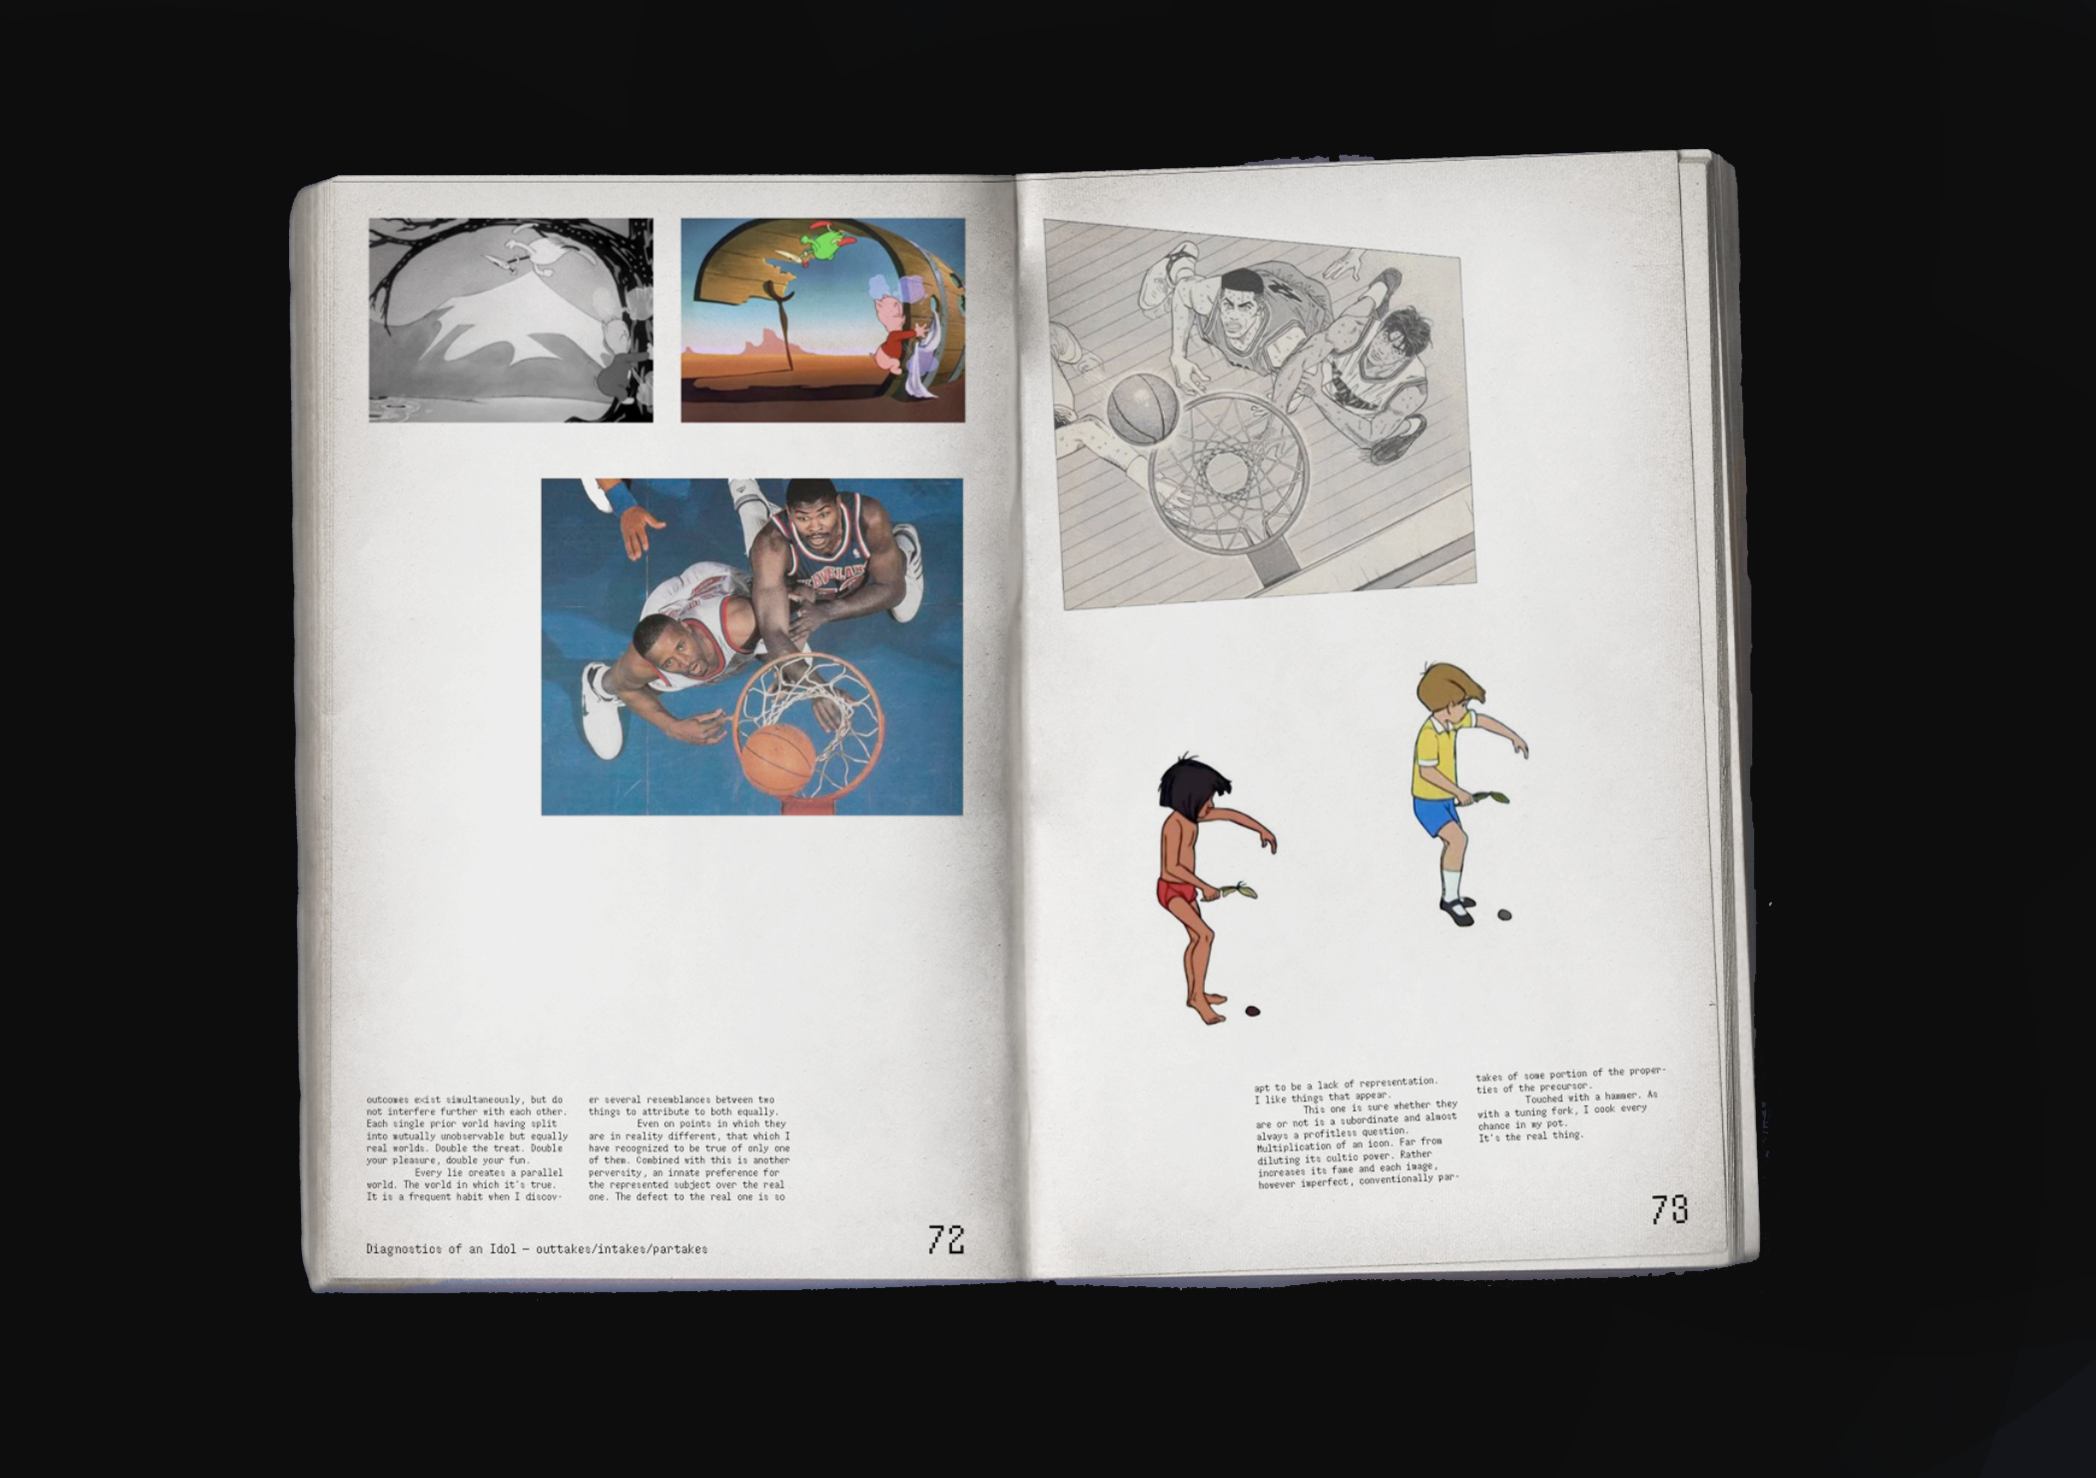 outcomes exist simultaneously, but do
not interfere further with each other.
Each single prior world having split
into mutually unobservable but equally
real worlds. Double the treat. Double
your pleasure, double your fun.
Every lie creates a parallel
world. The world in which it's true.
It is a frequent habit when I discov-
er several resemblances between two
things to attribute to both equally.
Even on points in which they
are in reality different, that which I
have recognized to be true of only one
of them. Combined with this is another
perversity, an innate preference for
the represented subject over the real
one. The defect to the real one is so
Diagnostics of an Idol – outtakes/intakes/partakes
72
apt to be a lack of representation.
I like things that appear.
This one is sure whether they
are or not is a subordinate and almost
always a profitless question.
Multiplication of an icon. Far from
diluting its cultic power. Rather
increases its fame and each image,
however imperfect, conventionally par-
takes of some portion of the proper-
ties of the precursor.
Touched with a hammer. As
with a tuning fork, I cook every
chance in my pot.
It's the real thing.
73